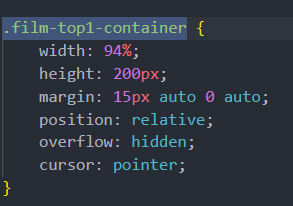 .film-top1-container {
    width: 94%;
    height: 200px;
    margin: 15px auto 0 auto;
    position: relative;
    overflow: hidden;
    cursor: pointer;
}